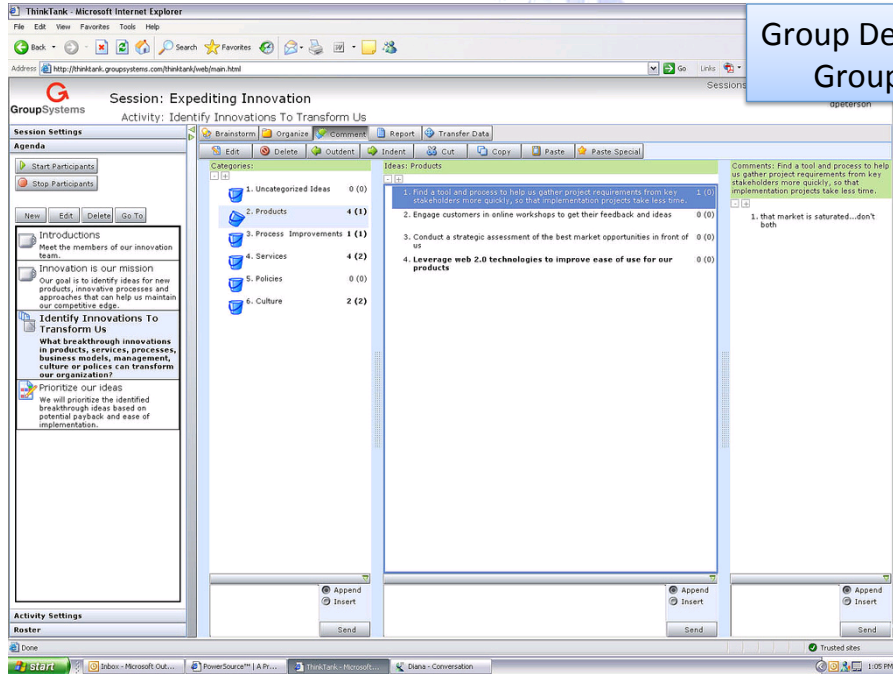 ThinkTank - Microsoft Internet Explorer
File Edit View Favorites Tools Help
Group De
Group
Back Search Favorites
Address http://thinktank.groupsystems.com/thinktank/web/main.html Go Links
Sessions
dpeterson
GroupSystems
Session: Expediting Innovation
Activity: Identify Innovations To Transform Us
Session Settings
Agenda
Start Participants
Stop Participants
New Edit Delete Go To
Introductions
Meet the members of our innovation
team.
Innovation is our mission
Our goal is to identify ideas for new
products, innovative processes and
approaches that can help us maintain
our competitive edge.
Identify Innovations To
Transform Us
What breakthrough innovations
in products, services, processes,
business models, management,
culture or polices can transform
our organization?
Prioritize our ideas
We will prioritize the identified
breakthrough ideas based on
potential payback and ease of
implementation.
Activity Settings
Roster
Brainstorm Organize Comment Report Transfer Data
Edit Delete Outdent Indent Cut Copy Paste Paste Special
Categories:
1. Uncategorized Ideas 0 (0)
2. Products 4 (1)
3. Process Improvements 1 (1)
4. Services 4 (2)
5. Policies 0 (0)
6. Culture 2 (2)
Append
Insert
Send
Ideas: Products
1. Find a tool and process to help us gather project requirements from key 1 (0)
stakeholders more quickly, so that implementation projects take less time.
2. Engage customers in online workshops to get their feedback and ideas 0 (0)
3. Conduct a strategic assessment of the best market opportunities in front of 0 (0)
us
4. Leverage web 2.0 technologies to improve ease of use for our 0 (0)
products
Append
Insert
Send
Comments: Find a tool and process to help
us gather project requirements from key
stakeholders more quickly, so that
implementation projects take less time.
1. that market is saturated...don't
both
Append
Insert
Send
Done Trusted sites
start Inbox - Microsoft Out... PowerSource™ | A Pr... ThinkTank - Microsoft... Diana - Conversation 1:05 PM